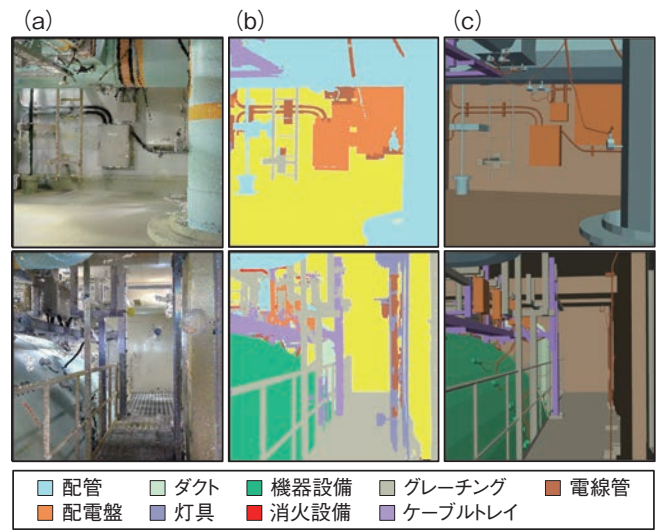 (a) (b) (c)
配管 ダクト 機器設備 グレーチング 電線管
配電盤 灯具 消火設備 ケーブルトレイ